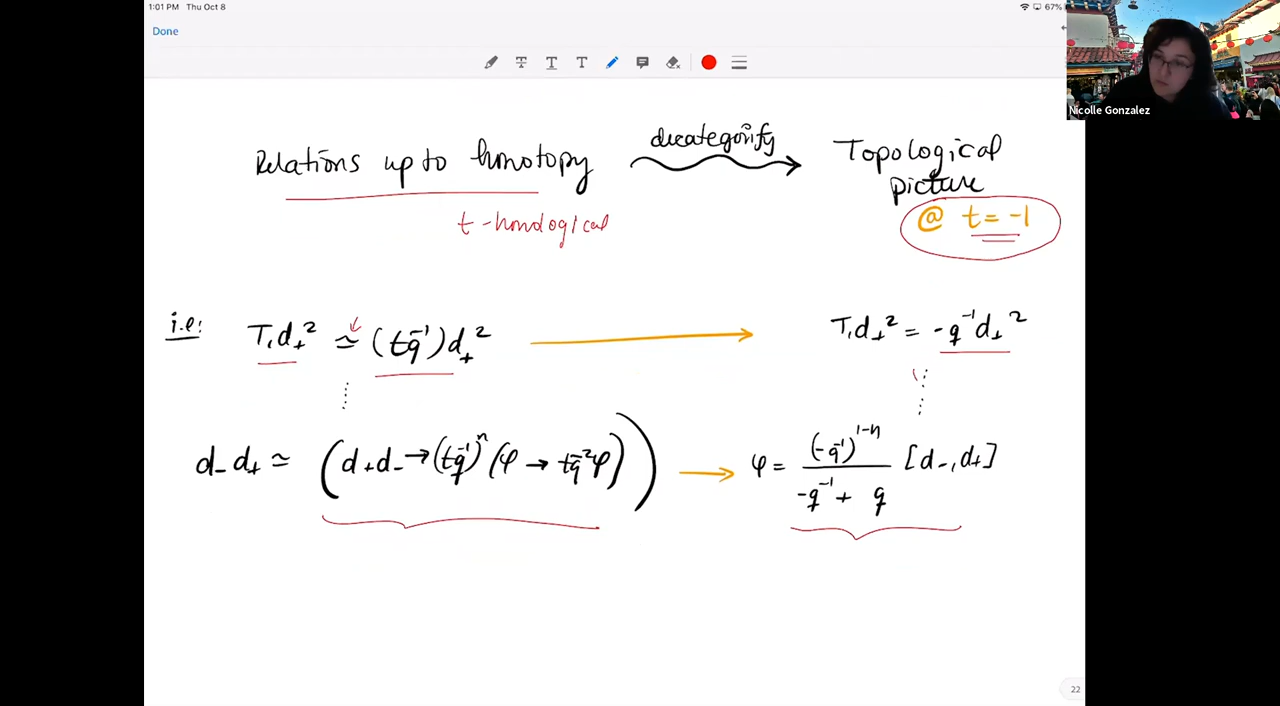 1:01 PM Thu Oct 8
67%
Done
Nicolle Gonzalez
Relations up to homotopy
decategorify
Topological
picture
@ t = -1
t-homological
i.e:
T₁d₊² ≃ (tq⁻¹)d₊²
T₁d₊² = -q⁻¹d₊²
d₋d₊ ≃ (d₊d₋ → (tq⁻¹)ⁿ(φ → tq⁻²φ))
φ = (-q⁻¹)¹⁻ⁿ / (-q⁻¹ + q) [d₋, d₊]
22